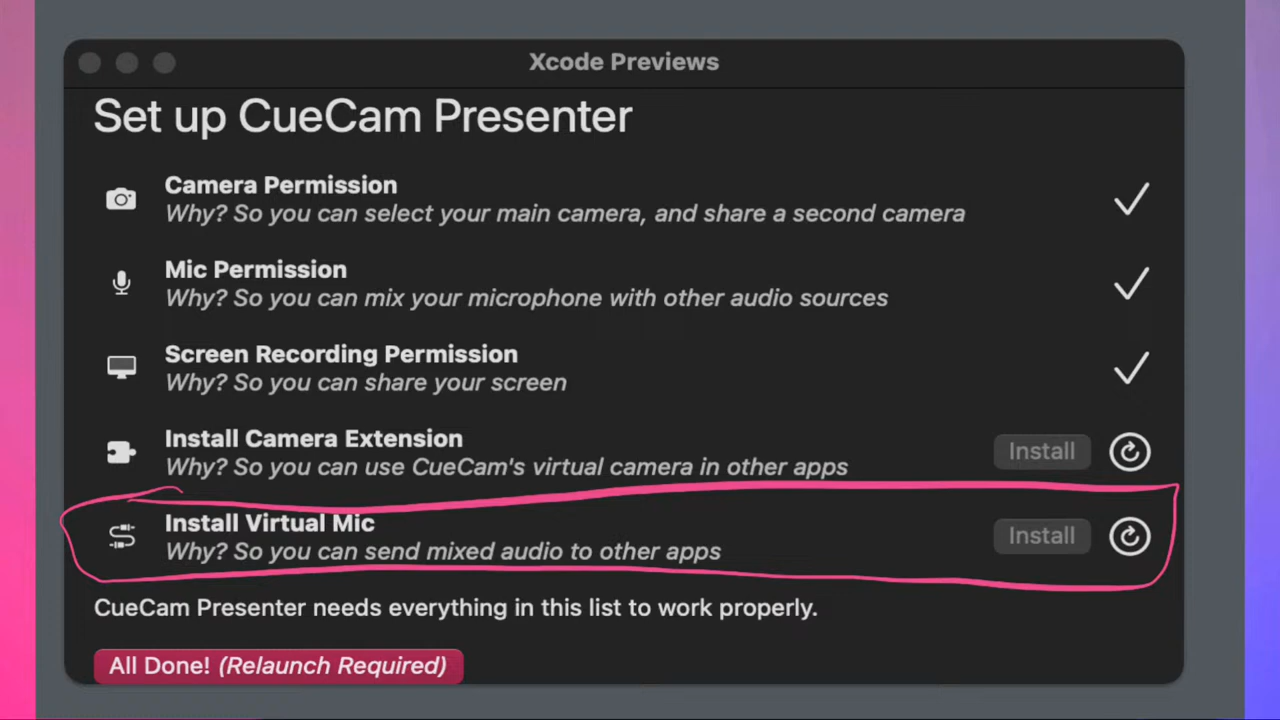 Xcode Previews
Set up CueCam Presenter
Camera Permission
Why? So you can select your main camera, and share a second camera
Mic Permission
Why? So you can mix your microphone with other audio sources
Screen Recording Permission
Why? So you can share your screen
Install Camera Extension
Why? So you can use CueCam's virtual camera in other apps
Install
Install Virtual Mic
Why? So you can send mixed audio to other apps
Install
CueCam Presenter needs everything in this list to work properly.
All Done! (Relaunch Required)